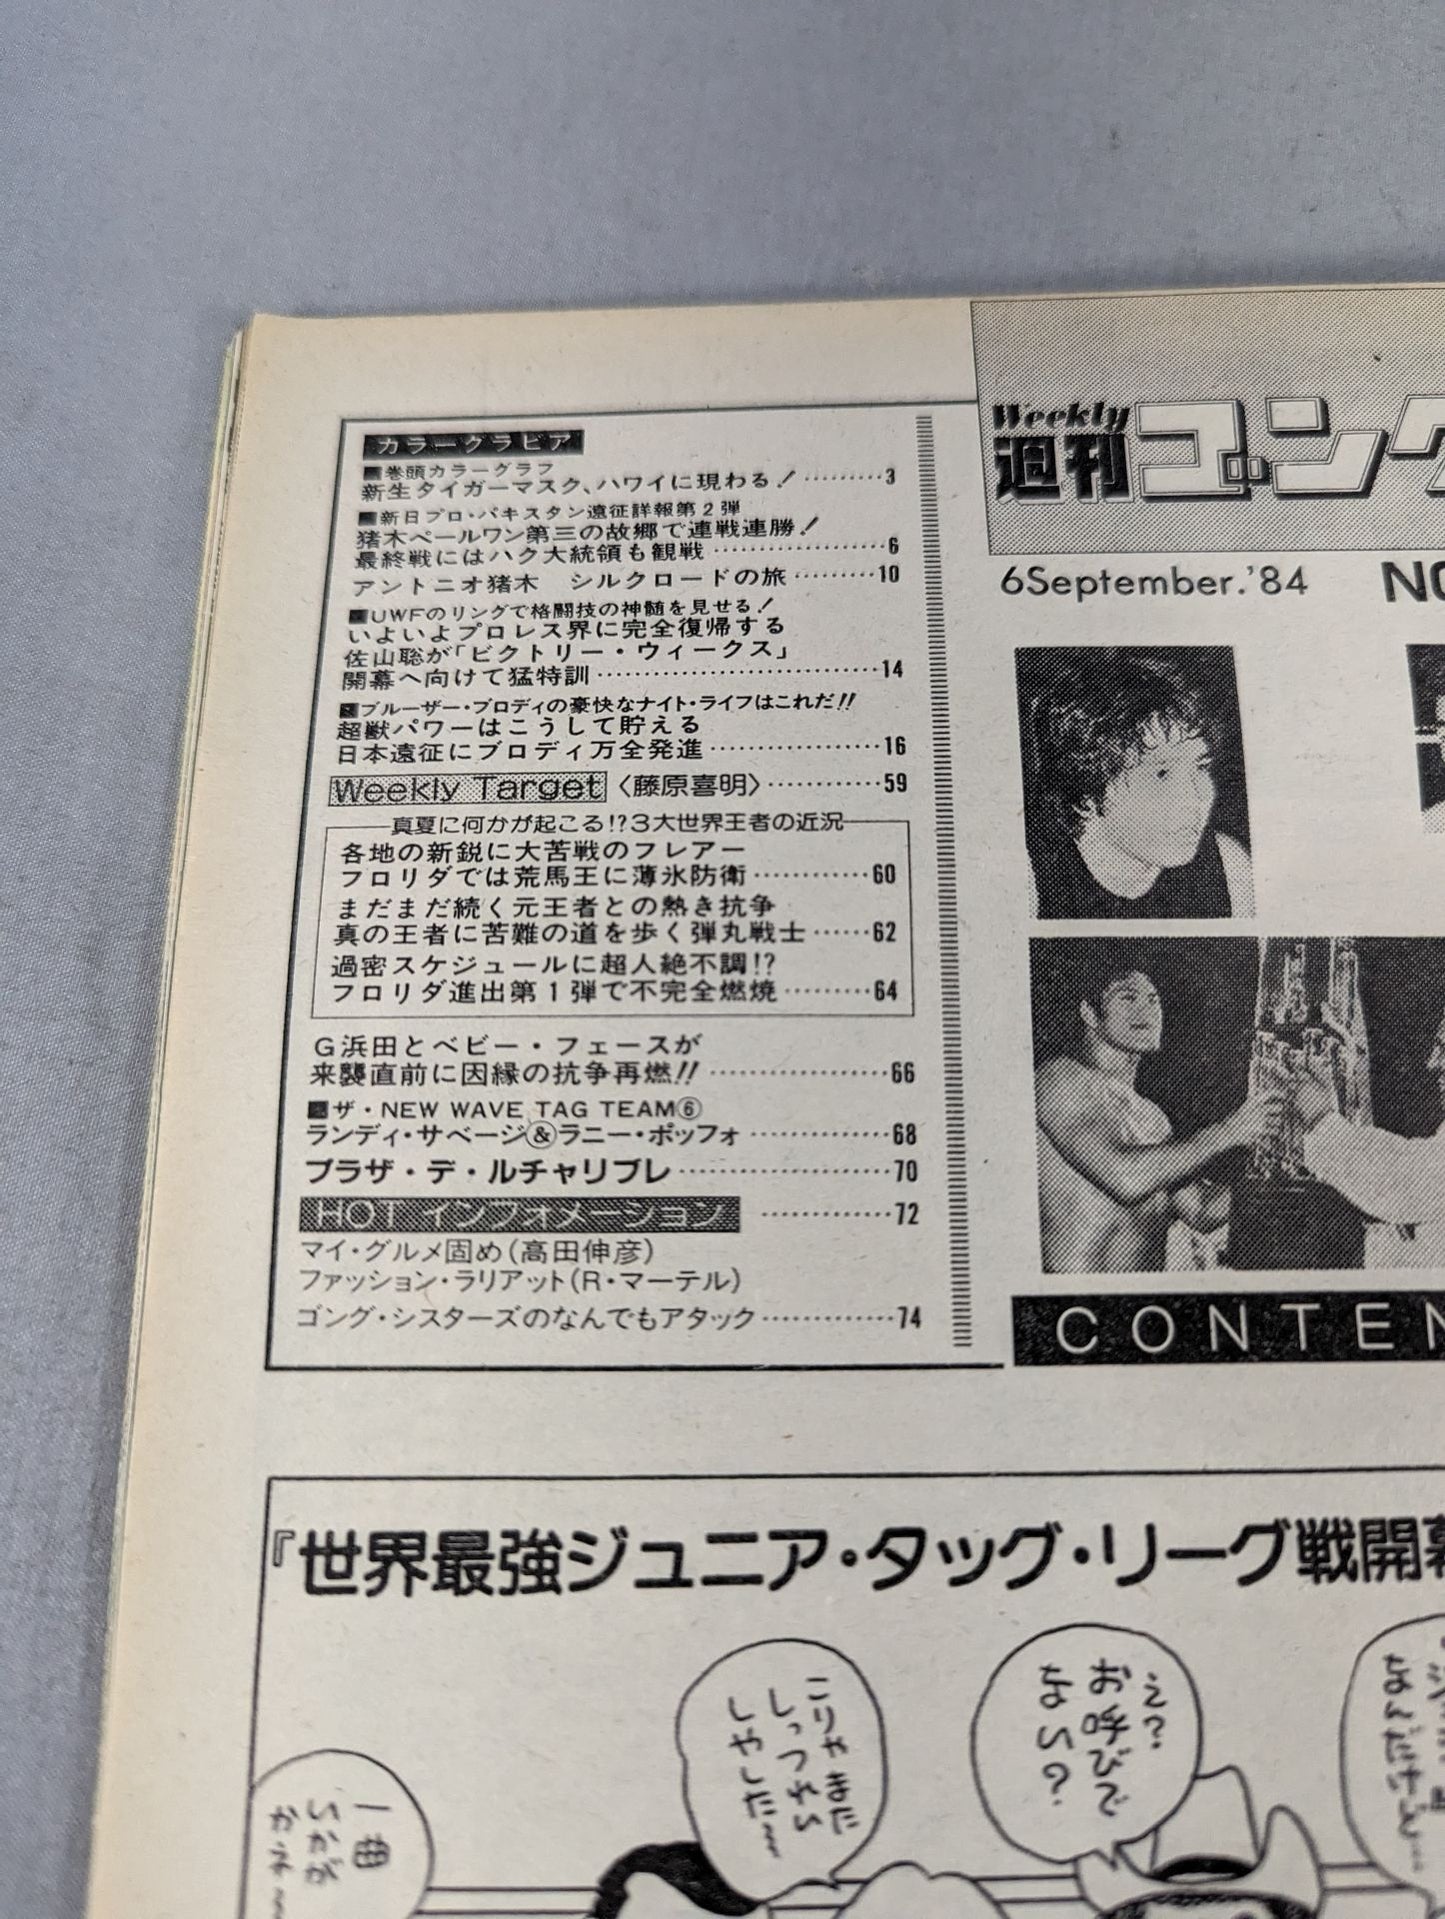 カラーグラビア
■巻頭カラーグラフ
新生タイガーマスク、ハワイに現わる!………3
■新日プロ・パキスタン遠征詳報第2弾
猪木ペールワン第三の故郷で連戦連勝!
最終戦にはハク大統領も観戦………………6
アントニオ猪木 シルクロードの旅………10
■UWFのリングで格闘技の神髄を見せる!
いよいよプロレス界に完全復帰する
佐山聡が「ビクトリー・ウィークス」
開幕へ向けて猛特訓…………………………14
■ブルーザー・ブロディの豪快なナイト・ライフはこれだ!!
超獣パワーはこうして貯える
日本遠征にブロディ万全発進………………16
Weekly Target〈藤原喜明〉…………59
真夏に何かが起こる!?3大世界王者の近況
各地の新鋭に大苦戦のフレアー
フロリダでは荒馬王に薄氷防衛…………60
まだまだ続く元王者との熱き抗争
真の王者に苦難の道を歩く弾丸戦士……62
過密スケジュールに超人絶不調!?
フロリダ進出第1弾で不完全燃焼………64
G浜田とベビー・フェースが
来襲直前に因縁の抗争再燃!!………………66
■ザ・NEW WAVE TAG TEAM⑥
ランディ・サベージ&ラニー・ポッフォ……………68
プラザ・デ・ルチャリブレ…………………70
HOT インフォメーション …………72
マイ・グルメ固め(高田伸彦)
ファッション・ラリアット(R・マーテル)
ゴング・シスターズのなんでもアタック…………74
Weekly
週刊ゴング
6September.'84
CONTEN
『世界最強ジュニア・タッグ・リーグ戦開幕
え?
お呼びで
ない?
こりゃまた
しっつれい
しやした〜
一曲
いかが